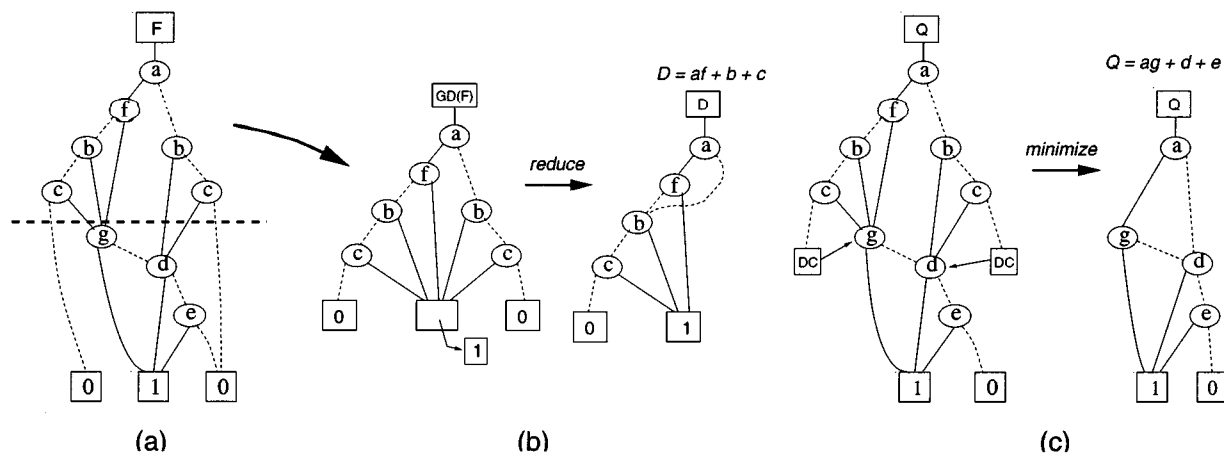 F
a
f
b
b
c
c
g
d
e
0
1
0
(a)
GD(F)
a
f
b
b
c
c
0
0
1
reduce
D = af + b + c
D
a
f
b
c
0
1
(b)
Q
a
f
b
b
c
c
DC
g
d
DC
e
1
0
minimize
Q = ag + d + e
Q
a
g
d
e
1
0
(c)